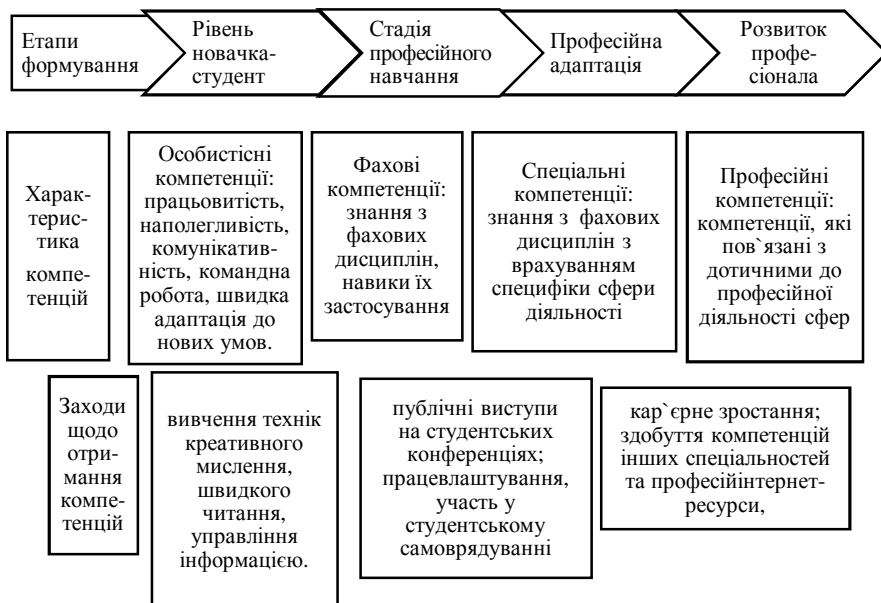 Етапи
формування
Рівень
новачка-
студент
Стадія
професійного
навчання
Професійна
адаптація
Розвиток
профе-
сіонала
Харак-
терис-
тика
компе-
тенцій
Особистісні
компетенції:
працьовитість,
наполегливість,
комунікатив-
ність, командна
робота, швидка
адаптація до
нових умов.
Фахові
компетенції:
знання з
фахових
дисциплін,
навики їх
застосування
Спеціальні
компетенції:
знання з фахових
дисциплін з
врахуванням
специфіки сфери
діяльності
Професійні
компетенції:
компетенції, які
пов`язані з
дотичними до
професійної
діяльності сфер
Заходи
щодо
отри-
мання
компе-
тенцій
вивчення технік
креативного
мислення,
швидкого
читання,
управління
інформацією.
публічні виступи
на студентських
конференціях;
працевлаштування,
участь у
студентському
самоврядуванні
кар`єрне зростання;
здобуття компетенцій
інших спеціальностей
та професійінтернет-
ресурси,